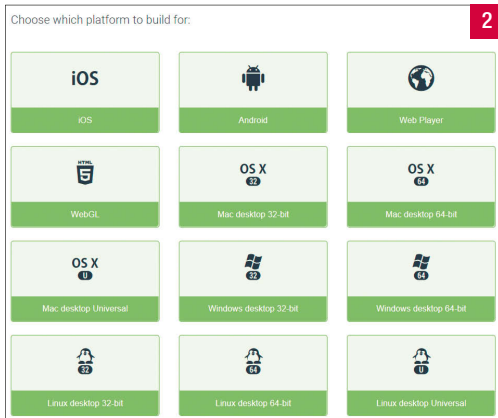 Choose which platform to build for:
2
iOS
iOS
Android
Web Player
HTML
5
WebGL
OS X
32
Mac desktop 32-bit
OS X
64
Mac desktop 64-bit
OS X
U
Mac desktop Universal
32
Windows desktop 32-bit
64
Windows desktop 64-bit
32
Linux desktop 32-bit
64
Linux desktop 64-bit
U
Linux desktop Universal